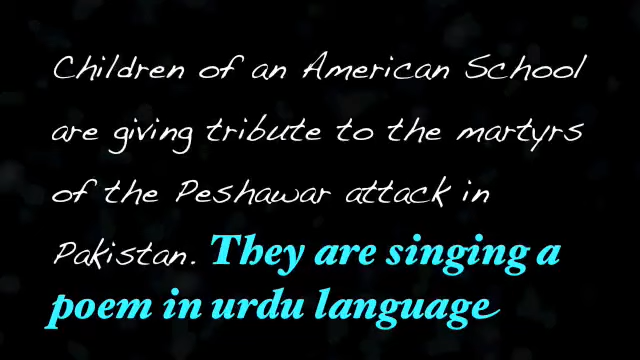 Children of an American School
are giving tribute to the martyrs
of the Peshawar attack in
Pakistan. They are singing a
poem in urdu language